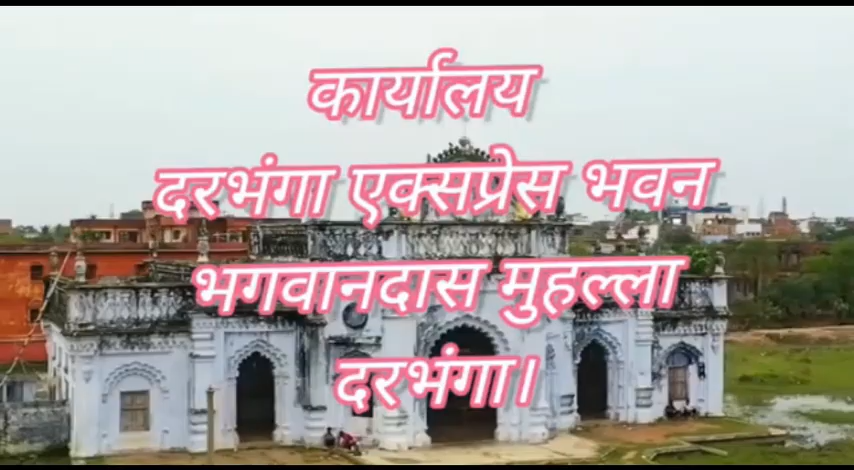 कार्यालय
दरभंगा एक्सप्रेस भवन
भगवानदास मुहल्ला
दरभंगा।